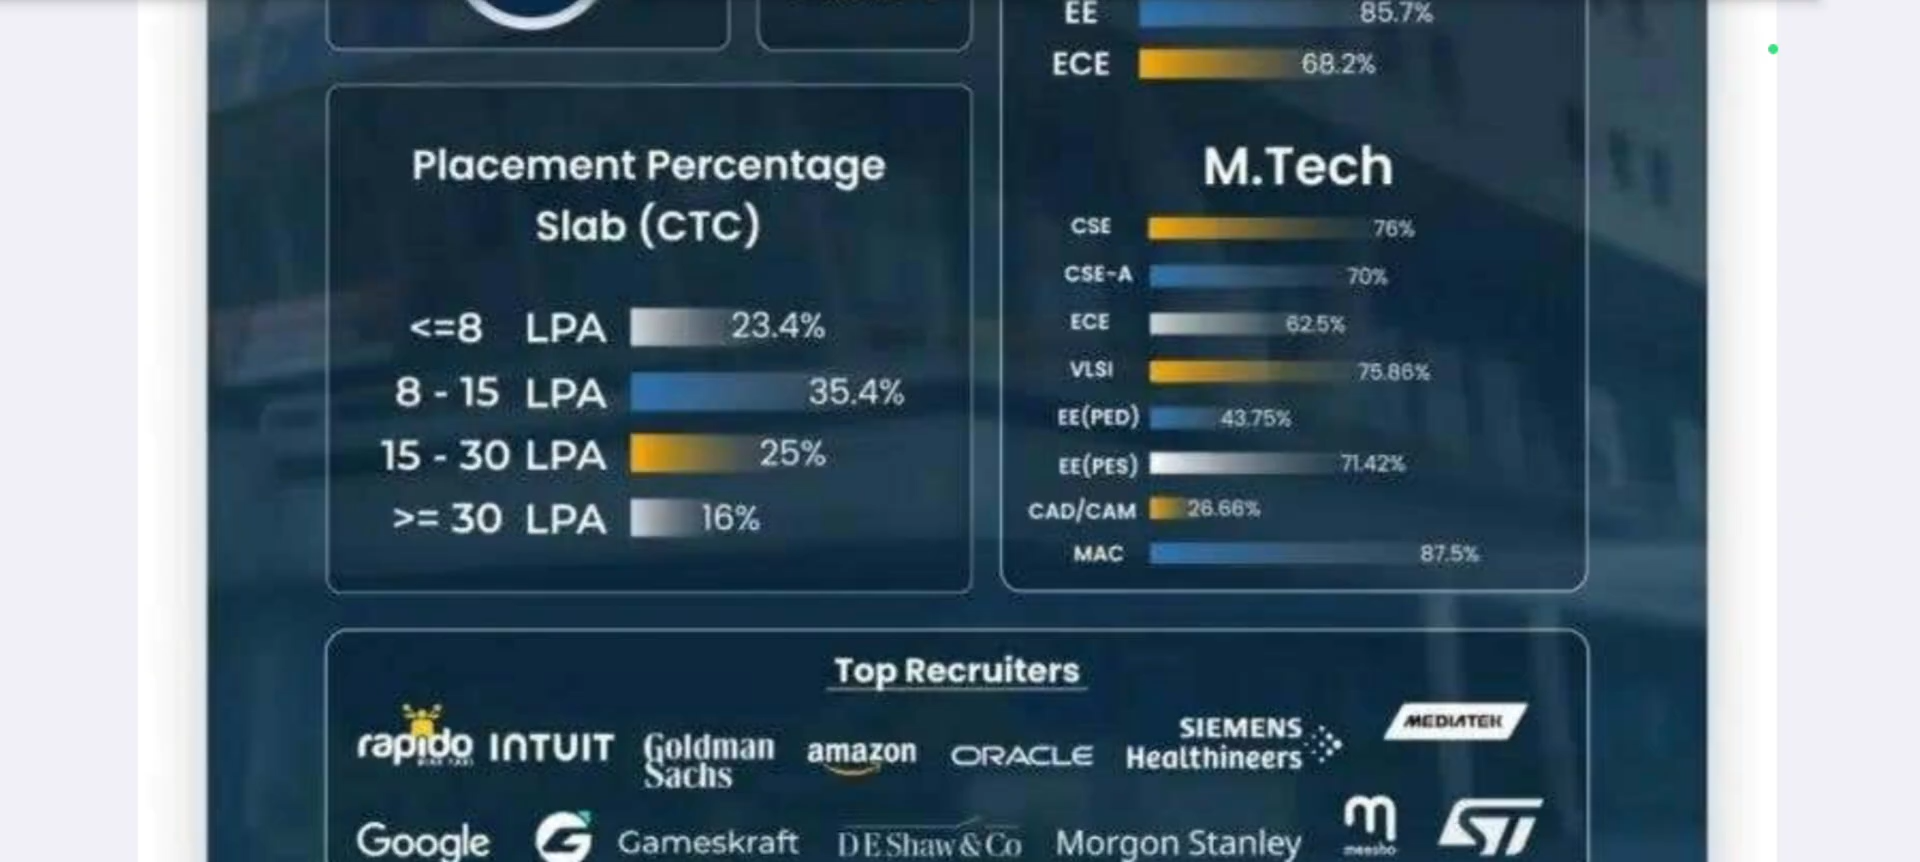 EE 85.7%
ECE 68.2%
Placement Percentage
Slab (CTC)
<=8 LPA 23.4%
8 - 15 LPA 35.4%
15 - 30 LPA 25%
>= 30 LPA 16%
M.Tech
CSE 76%
CSE-A 70%
ECE 62.5%
VLSI 75.86%
EE(PED) 43.75%
EE(PES) 71.42%
CAD/CAM 26.66%
MAC 87.5%
Top Recruiters
rapido INTUIT Goldman Sachs amazon ORACLE SIEMENS Healthineers MEDIATEK
Google Gameskraft DE Shaw & Co Morgon Stanley meesho ST